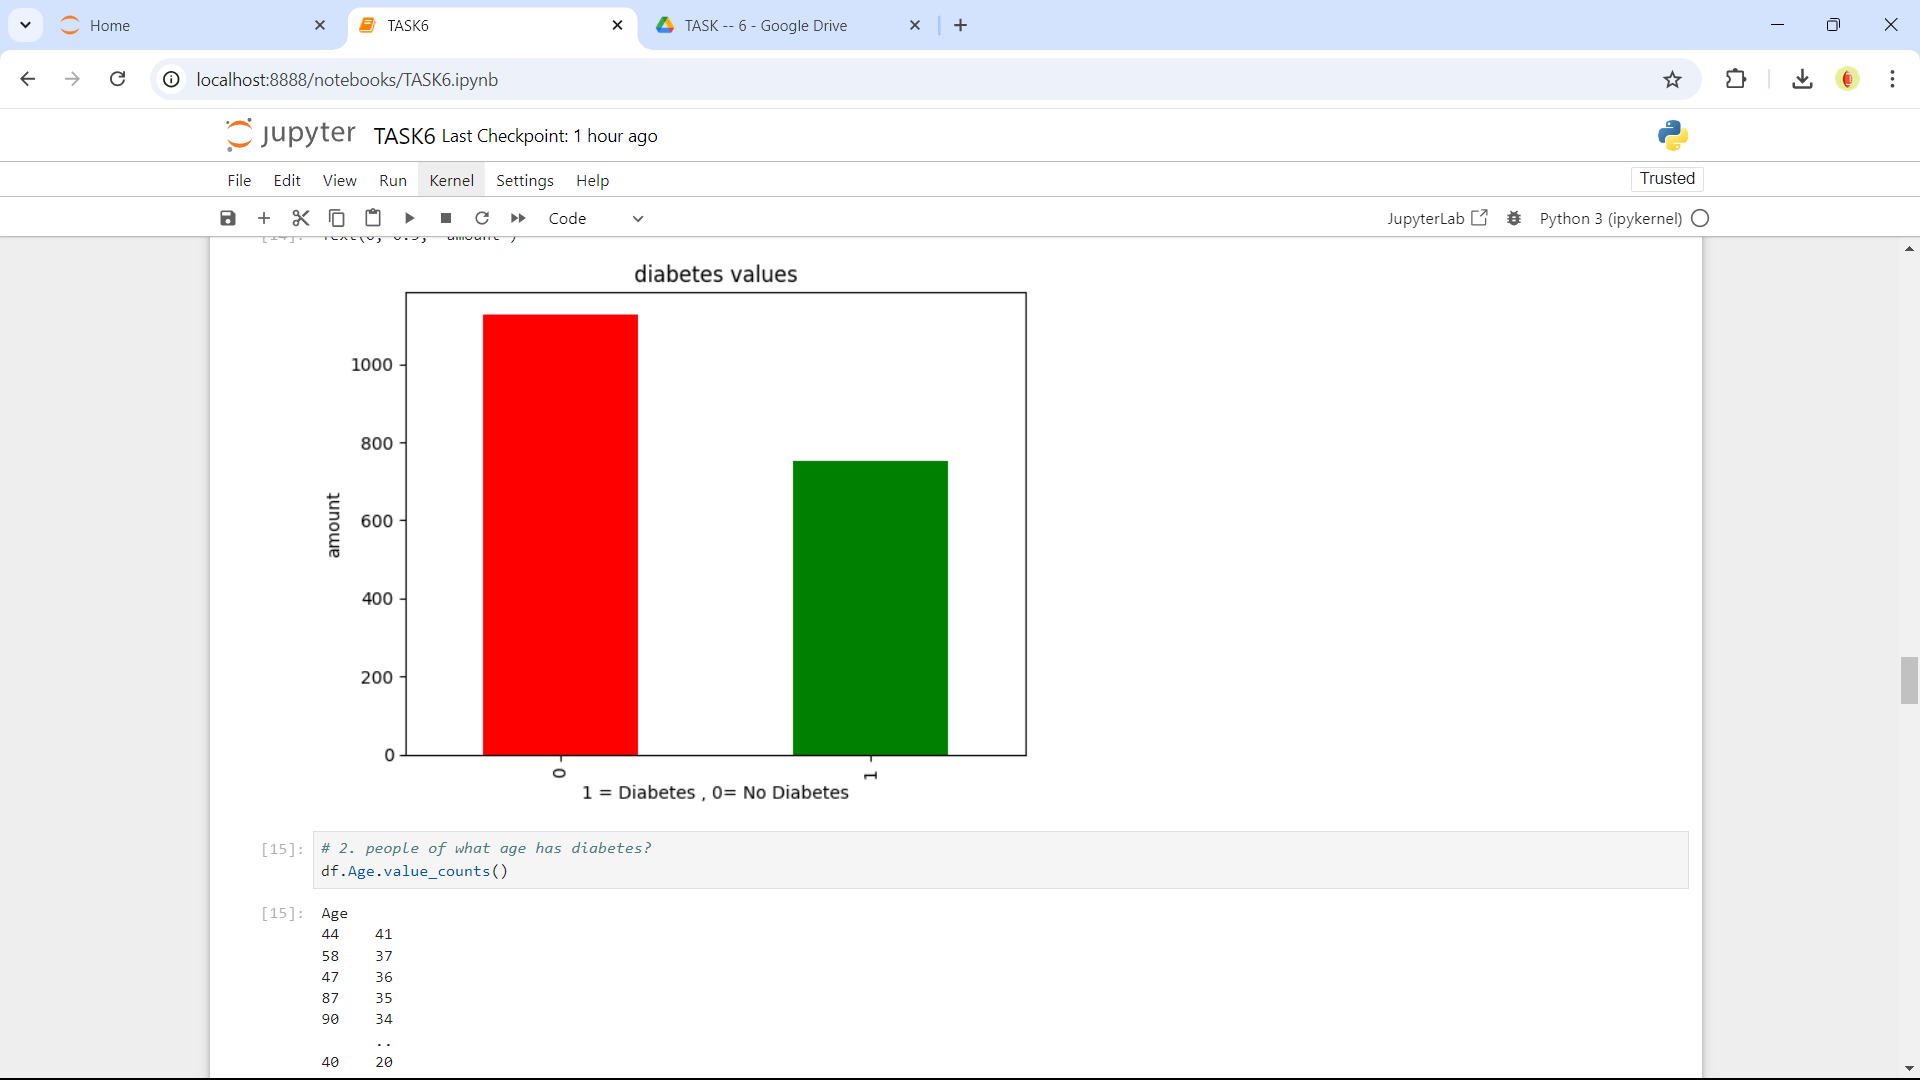 Home
TASK6
TASK -- 6 - Google Drive
localhost:8888/notebooks/TASK6.ipynb
jupyter TASK6 Last Checkpoint: 1 hour ago
File Edit View Run Kernel Settings Help
Trusted
Code
JupyterLab
Python 3 (ipykernel)
diabetes values
1000
800
600
400
200
0
amount
0 1
1 = Diabetes , 0= No Diabetes
[15]: # 2. people of what age has diabetes?
df.Age.value_counts()
[15]: Age
44 41
58 37
47 36
87 35
90 34
..
40 20